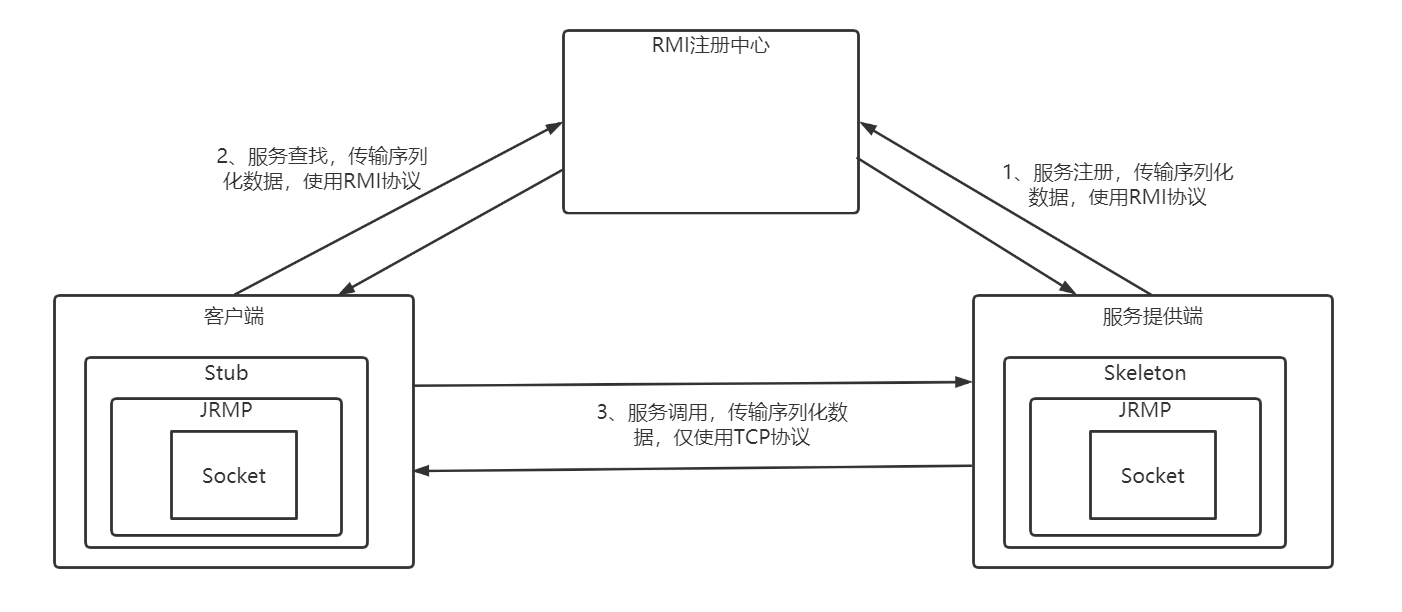 RMI注册中心
2、服务查找，传输序列
化数据，使用RMI协议
1、服务注册，传输序列化
数据，使用RMI协议
客户端
Stub
JRMP
Socket
3、服务调用，传输序列化数
据，仅使用TCP协议
服务提供端
Skeleton
JRMP
Socket